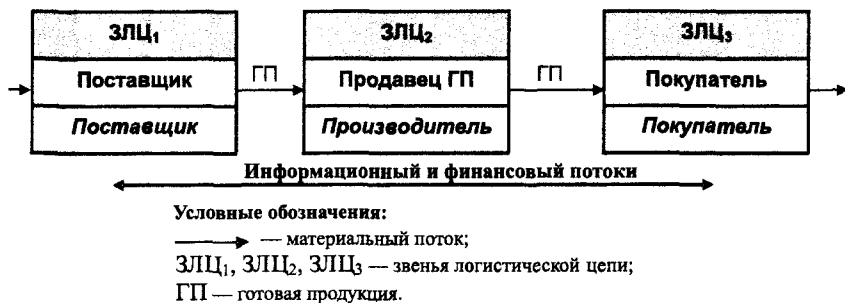 ЗЛЦ₁ ЗЛЦ₂ ЗЛЦ₃
Поставщик ГП Продавец ГП ГП Покупатель
Поставщик Производитель Покупатель
Информационный и финансовый потоки
Условные обозначения:
— материальный поток;
ЗЛЦ₁, ЗЛЦ₂, ЗЛЦ₃ — звенья логистической цепи;
ГП — готовая продукция.